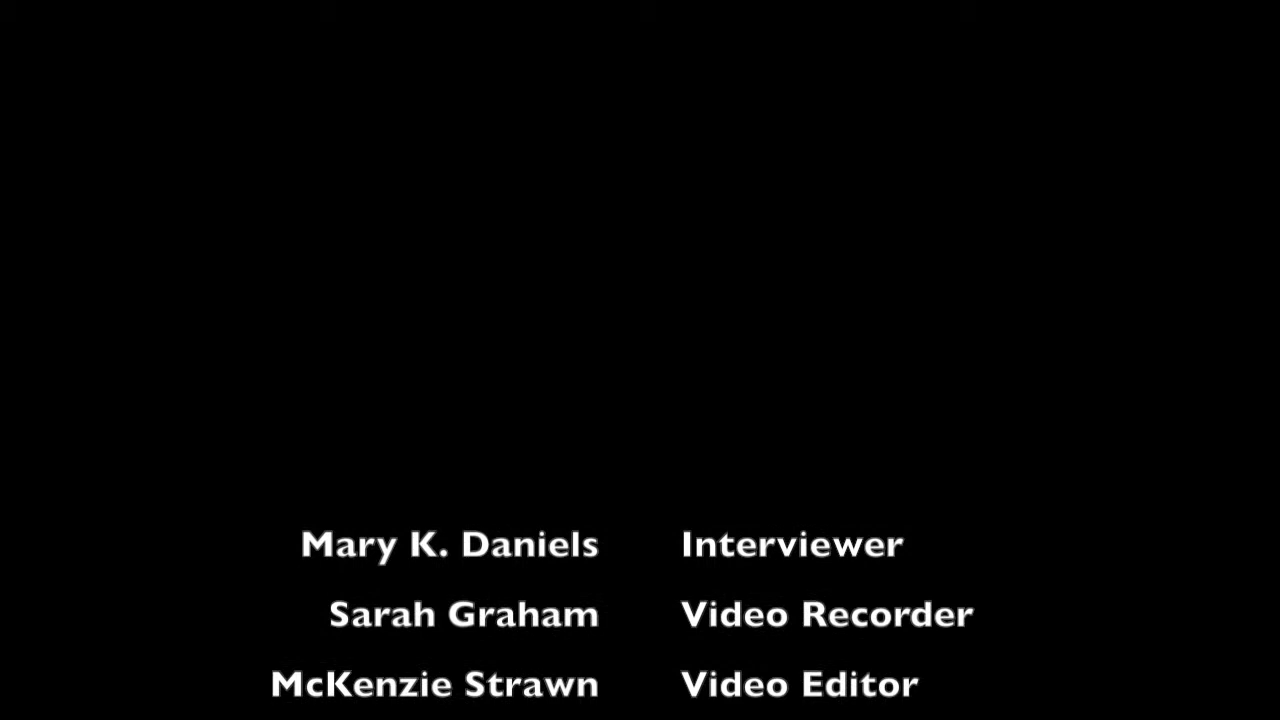 Mary K. Daniels Interviewer
Sarah Graham Video Recorder
McKenzie Strawn Video Editor